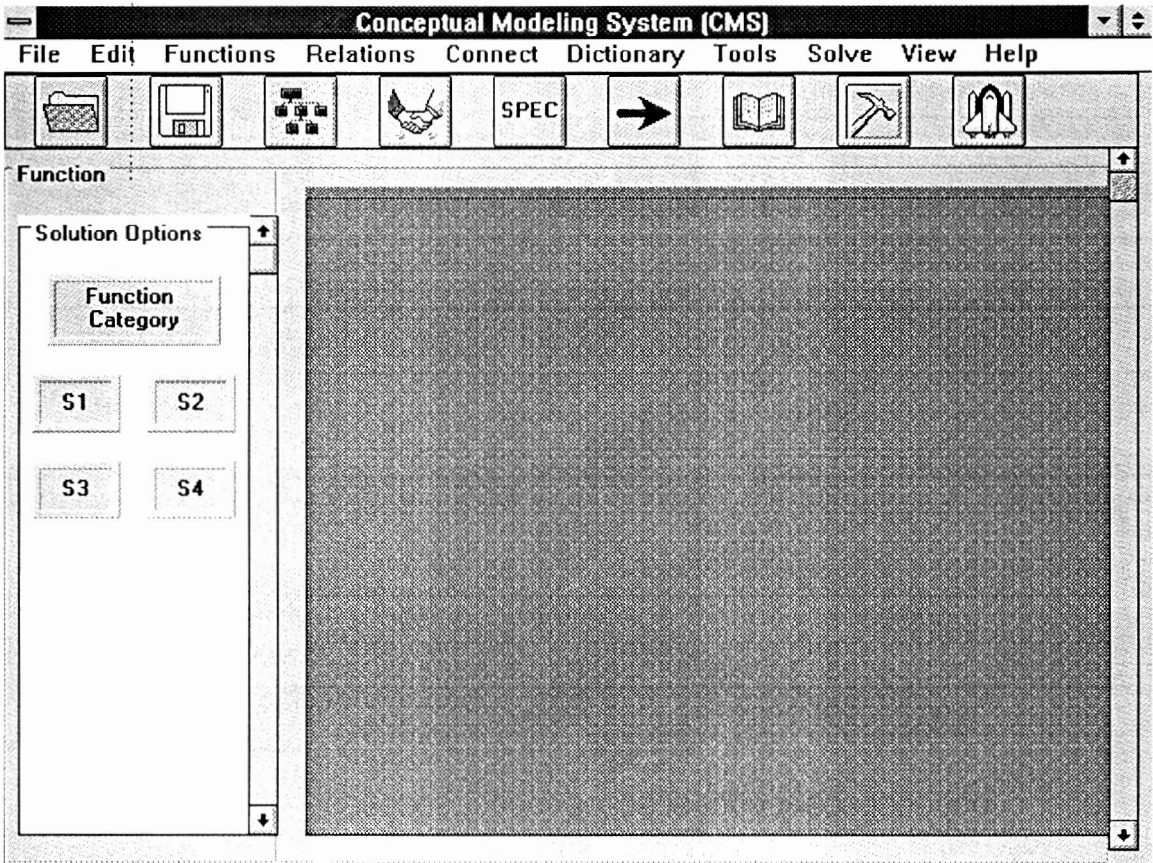 Conceptual Modeling System (CMS)
File Edit Functions Relations Connect Dictionary Tools Solve View Help
SPEC
Function
Solution Options
Function
Category
S1 S2
S3 S4